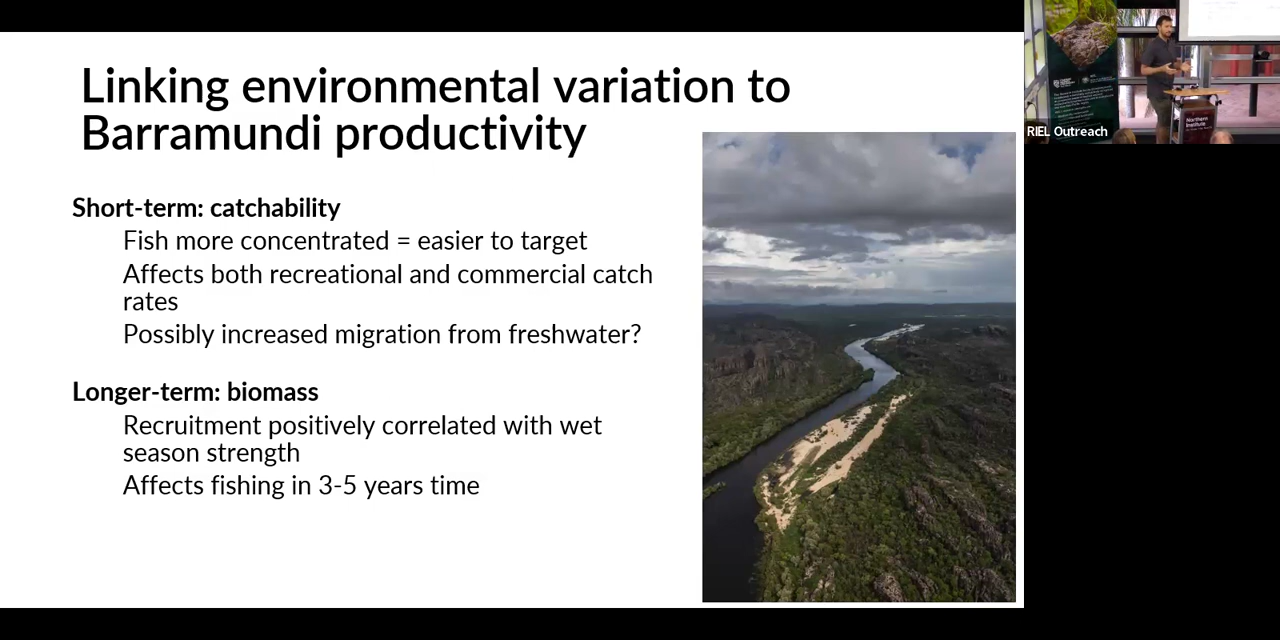 Linking environmental variation to
Barramundi productivity
Short-term: catchability
Fish more concentrated = easier to target
Affects both recreational and commercial catch
rates
Possibly increased migration from freshwater?
Longer-term: biomass
Recruitment positively correlated with wet
season strength
Affects fishing in 3-5 years time
RIEL Outreach
Northern
Institute